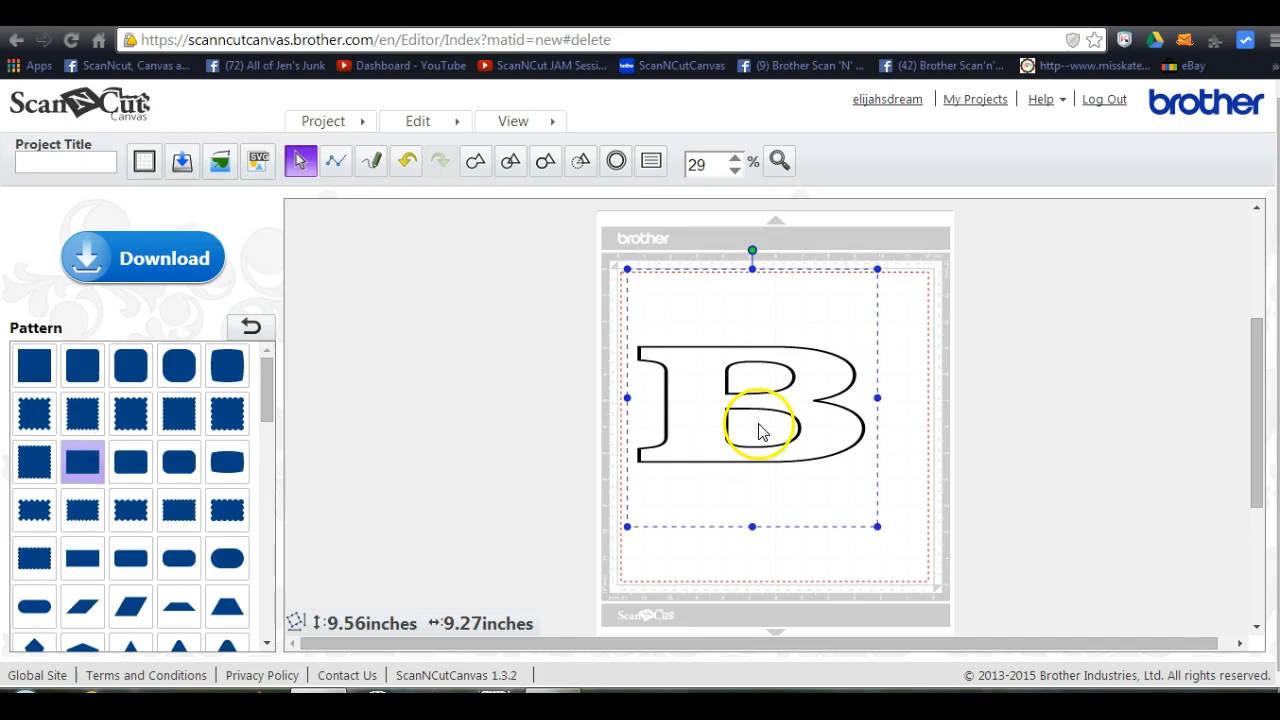 https://scanncutcanvas.brother.com/en/Editor/Index?matid=new#delete
Apps
ScanNcut, Canvas a...
(72) All of Jen's Junk
Dashboard - YouTube
ScanNCut JAM Sessi...
ScanNCutCanvas
(9) Brother Scan 'N' ...
(42) Brother Scan'n'...
http--www.misskate...
eBay
»
ScanNCut
Canvas
elijahsdream
My Projects
Help
Log Out
brother
Project
Edit
View
Project Title
SVG
29
%
Download
Pattern
brother
B
ScanNCut
9.56inches
9.27inches
Global Site
Terms and Conditions
Privacy Policy
Contact Us
ScanNCutCanvas 1.3.2
© 2013-2015 Brother Industries, Ltd. All rights reserved.